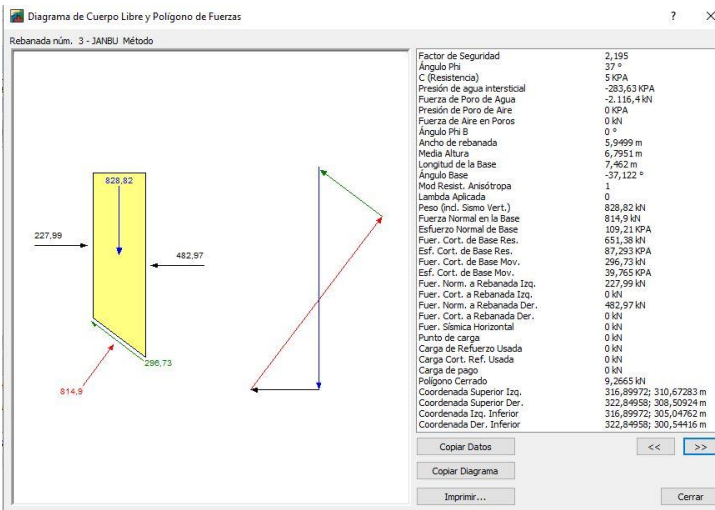 Diagrama de Cuerpo Libre y Polígono de Fuerzas ? X
Rebanada núm. 3 - JANBU Método
828,82
227,99
482,97
296,73
814,9
Factor de Seguridad 2,195
Ángulo Phi 37 °
C (Resistencia) 5 KPA
Presión de agua intersticial -283,63 KPA
Fuerza de Poro de Agua -2.116,4 kN
Presión de Poro de Aire 0 KPA
Fuerza de Aire en Poros 0 kN
Ángulo Phi B 0 °
Ancho de rebanada 5,9499 m
Media Altura 6,7951 m
Longitud de la Base 7,462 m
Ángulo Base -37,122 °
Mod Resist. Anisótropa 1
Lambda Aplicada 0
Peso (incl. Sismo Vert.) 828,82 kN
Fuerza Normal en la Base 814,9 kN
Esfuerzo Normal de Base 109,21 KPA
Fuer. Cort. de Base Res. 651,38 kN
Esf. Cort. de Base Res. 87,293 KPA
Fuer. Cort. de Base Mov. 296,73 kN
Esf. Cort. de Base Mov. 39,765 KPA
Fuer. Norm. a Rebanada Izq. 227,99 kN
Fuer. Cort. a Rebanada Izq. 0 kN
Fuer. Norm. a Rebanada Der. 482,97 kN
Fuer. Cort. a Rebanada Der. 0 kN
Fuer. Sísmica Horizontal 0 kN
Punto de carga 0 kN
Carga de Refuerzo Usada 0 kN
Carga Cort. Ref. Usada 0 kN
Carga de pago 0 kN
Polígono Cerrado 9,2665 kN
Coordenada Superior Izq. 316,89972; 310,67283 m
Coordenada Superior Der. 322,84958; 308,50924 m
Coordenada Izq. Inferior 316,89972; 305,04762 m
Coordenada Der. Inferior 322,84958; 300,54416 m
Copiar Datos << >>
Copiar Diagrama
Imprimir... Cerrar